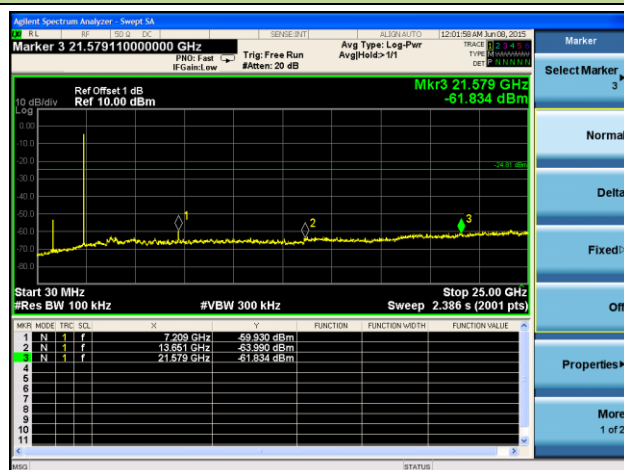 Agilent Spectrum Analyzer - Swept SA
RL RF 50 Ω DC SENSE:INT ALIGN AUTO 12:01:58 AM Jun 08, 2015
Marker 3 21.579110000000 GHz
PNO: Fast Trig: Free Run Avg Type: Log-Pwr TRACE 1 2 3 4 5 6
IFGain:Low #Atten: 20 dB Avg|Hold:>1/1 TYPE
DET P N N N N N
Marker
Select Marker
3
Normal
Delta
Fixed
Off
Properties
More
1 of 2
Ref Offset 1 dB
10 dB/div Ref 10.00 dBm
Log
Mkr3 21.579 GHz
-61.834 dBm
0.00
-10.0
-20.0
-24.81 dBm
-30.0
-40.0
-50.0
-60.0
-70.0
-80.0
1
2
3
Start 30 MHz Stop 25.00 GHz
#Res BW 100 kHz #VBW 300 kHz Sweep 2.386 s (2001 pts)
MKR MODE TRC SCL X Y FUNCTION FUNCTION WIDTH FUNCTION VALUE
1 N 1 f 7.209 GHz -59.930 dBm
2 N 1 f 13.651 GHz -63.990 dBm
3 N 1 f 21.579 GHz -61.834 dBm
4
5
6
7
8
9
10
11
MSG STATUS